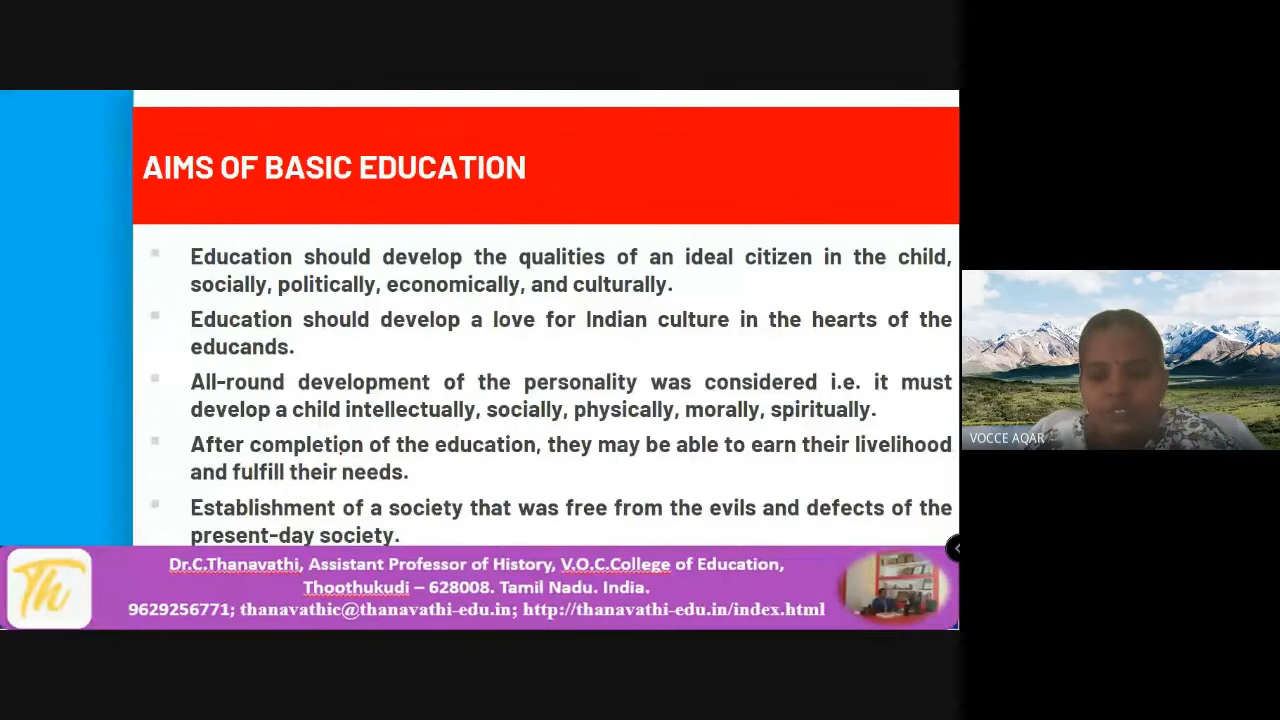 AIMS OF BASIC EDUCATION
Education should develop the qualities of an ideal citizen in the child,
socially, politically, economically, and culturally.
Education should develop a love for Indian culture in the hearts of the
educands.
All-round development of the personality was considered i.e. it must
develop a child intellectually, socially, physically, morally, spiritually.
After completion of the education, they may be able to earn their livelihood
and fulfill their needs.
Establishment of a society that was free from the evils and defects of the
present-day society.
Th
Dr.C.Thanavathi, Assistant Professor of History, V.O.C.College of Education,
Thoothukudi – 628008. Tamil Nadu. India.
9629256771; thanavathic@thanavathi-edu.in; http://thanavathi-edu.in/index.html
VOCCE AQAR